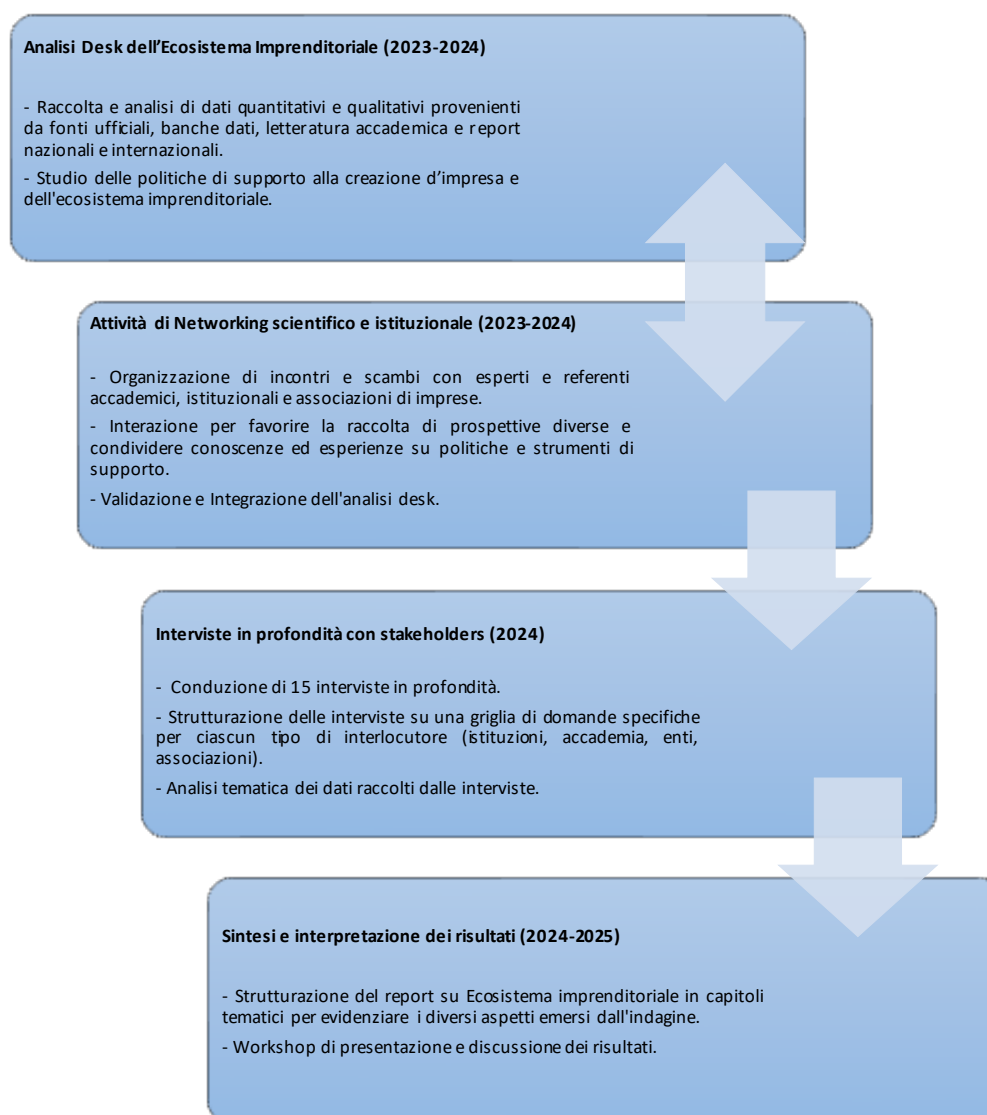 Analisi Desk dell'Ecosistema Imprenditoriale (2023-2024)
- Raccolta e analisi di dati quantitativi e qualitativi provenienti
da fonti ufficiali, banche dati, letteratura accademica e report
nazionali e internazionali.
- Studio delle politiche di supporto alla creazione d'impresa e
dell'ecosistema imprenditoriale.
Attività di Networking scientifico e istituzionale (2023-2024)
- Organizzazione di incontri e scambi con esperti e referenti
accademici, istituzionali e associazioni di imprese.
- Interazione per favorire la raccolta di prospettive diverse e
condividere conoscenze ed esperienze su politiche e strumenti di
supporto.
- Validazione e Integrazione dell'analisi desk.
Interviste in profondità con stakeholders (2024)
- Conduzione di 15 interviste in profondità.
- Strutturazione delle interviste su una griglia di domande specifiche
per ciascun tipo di interlocutore (istituzioni, accademia, enti,
associazioni).
- Analisi tematica dei dati raccolti dalle interviste.
Sintesi e interpretazione dei risultati (2024-2025)
- Strutturazione del report su Ecosistema imprenditoriale in capitoli
tematici per evidenziare i diversi aspetti emersi dall'indagine.
- Workshop di presentazione e discussione dei risultati.